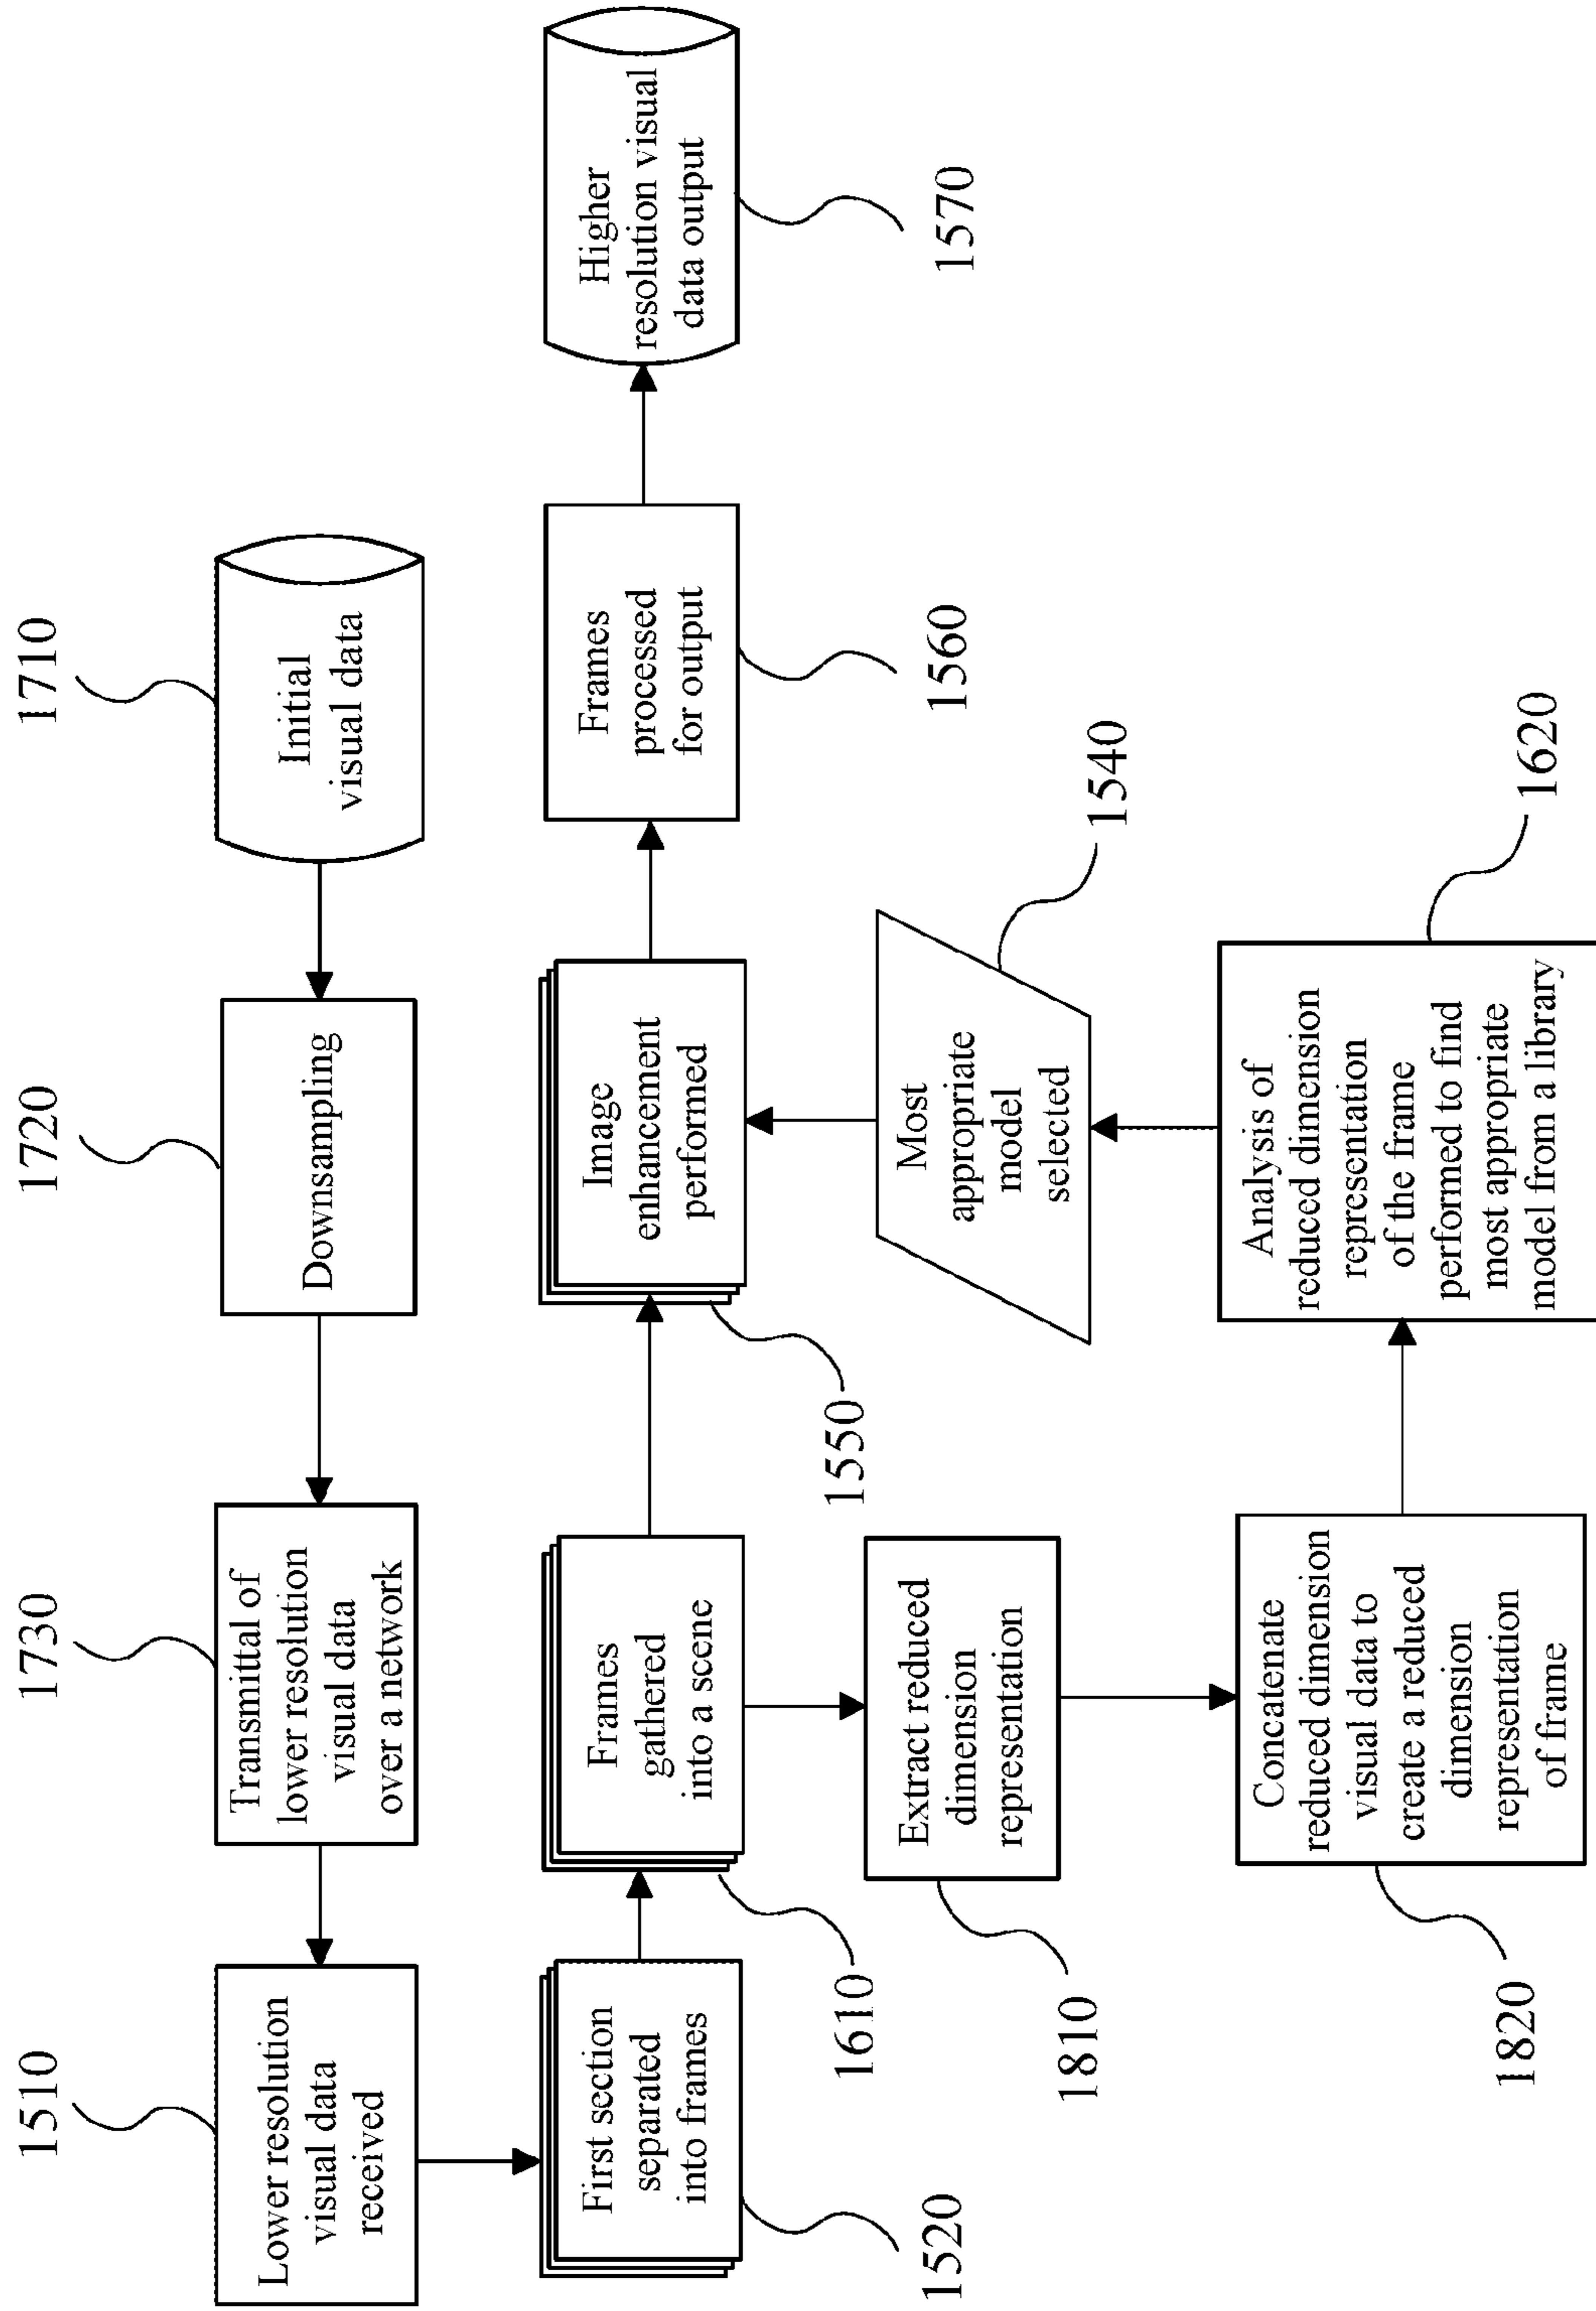 1510
1730
1720
1710
Lower resolution
visual data
received
Transmittal of
lower resolution
visual data
over a network
Downsampling
Initial
visual data
First section
separated
into frames
Frames
gathered
into a scene
Image
enhancement
performed
Frames
processed
for output
Higher
resolution visual
data output
1520
1610
1550
1560
1570
Extract reduced
dimension
representation
Most
appropriate
model
selected
1810
1540
Concatenate
reduced dimension
visual data to
create a reduced
dimension
representation
of frame
Analysis of
reduced dimension
representation
of the frame
performed to find
most appropriate
model from a library
1820
1620